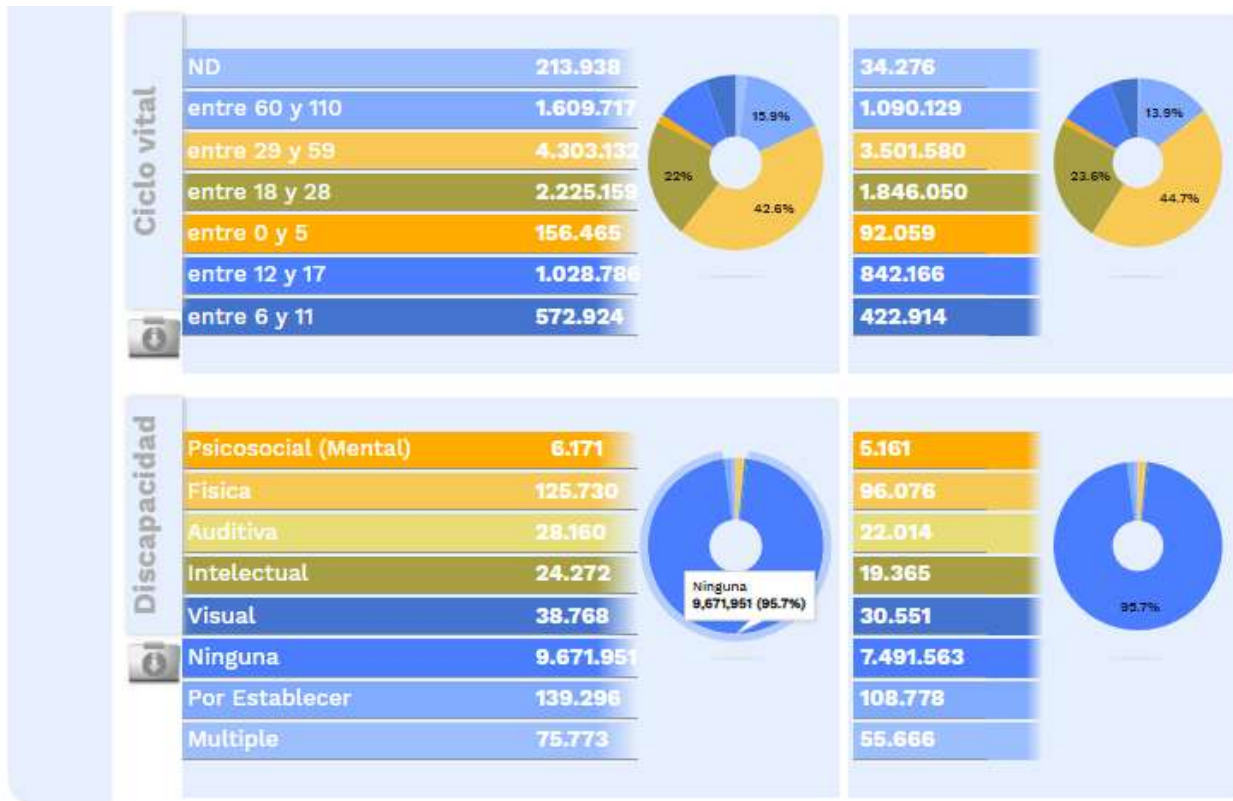 Ciclo vital
ND 213.938
entre 60 y 110 1.609.717
entre 29 y 59 4.303.132
entre 18 y 28 2.225.159
entre 0 y 5 156.465
entre 12 y 17 1.028.786
entre 6 y 11 572.924
15.9%
22%
42.6%
34.276
1.090.129
3.501.580
1.846.050
92.059
842.166
422.914
13.9%
23.6%
44.7%
Discapacidad
Psicosocial (Mental) 6.171
Fisica 125.730
Auditiva 28.160
Intelectual 24.272
Visual 38.768
Ninguna 9.671.951
Por Establecer 139.296
Multiple 75.773
Ninguna
9,671,951 (95.7%)
5.161
96.076
22.014
19.365
30.551
7.491.563
108.778
55.666
95.7%